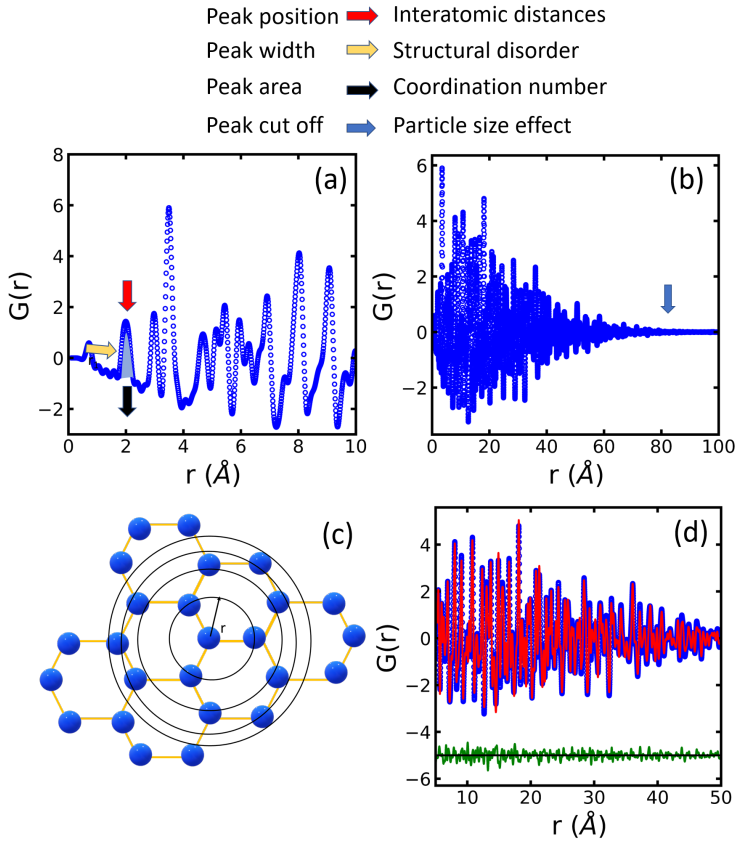 Peak position Interatomic distances
Peak width Structural disorder
Peak area Coordination number
Peak cut off Particle size effect
(a)
G(r)
8
6
4
2
0
−2
0 2 4 6 8 10
r (Å)
(b)
6
4
2
0
−2
0 20 40 60 80 100
r (Å)
(c)
r
(d)
G(r)
4
2
0
−2
−4
−6
10 20 30 40 50
r (Å)